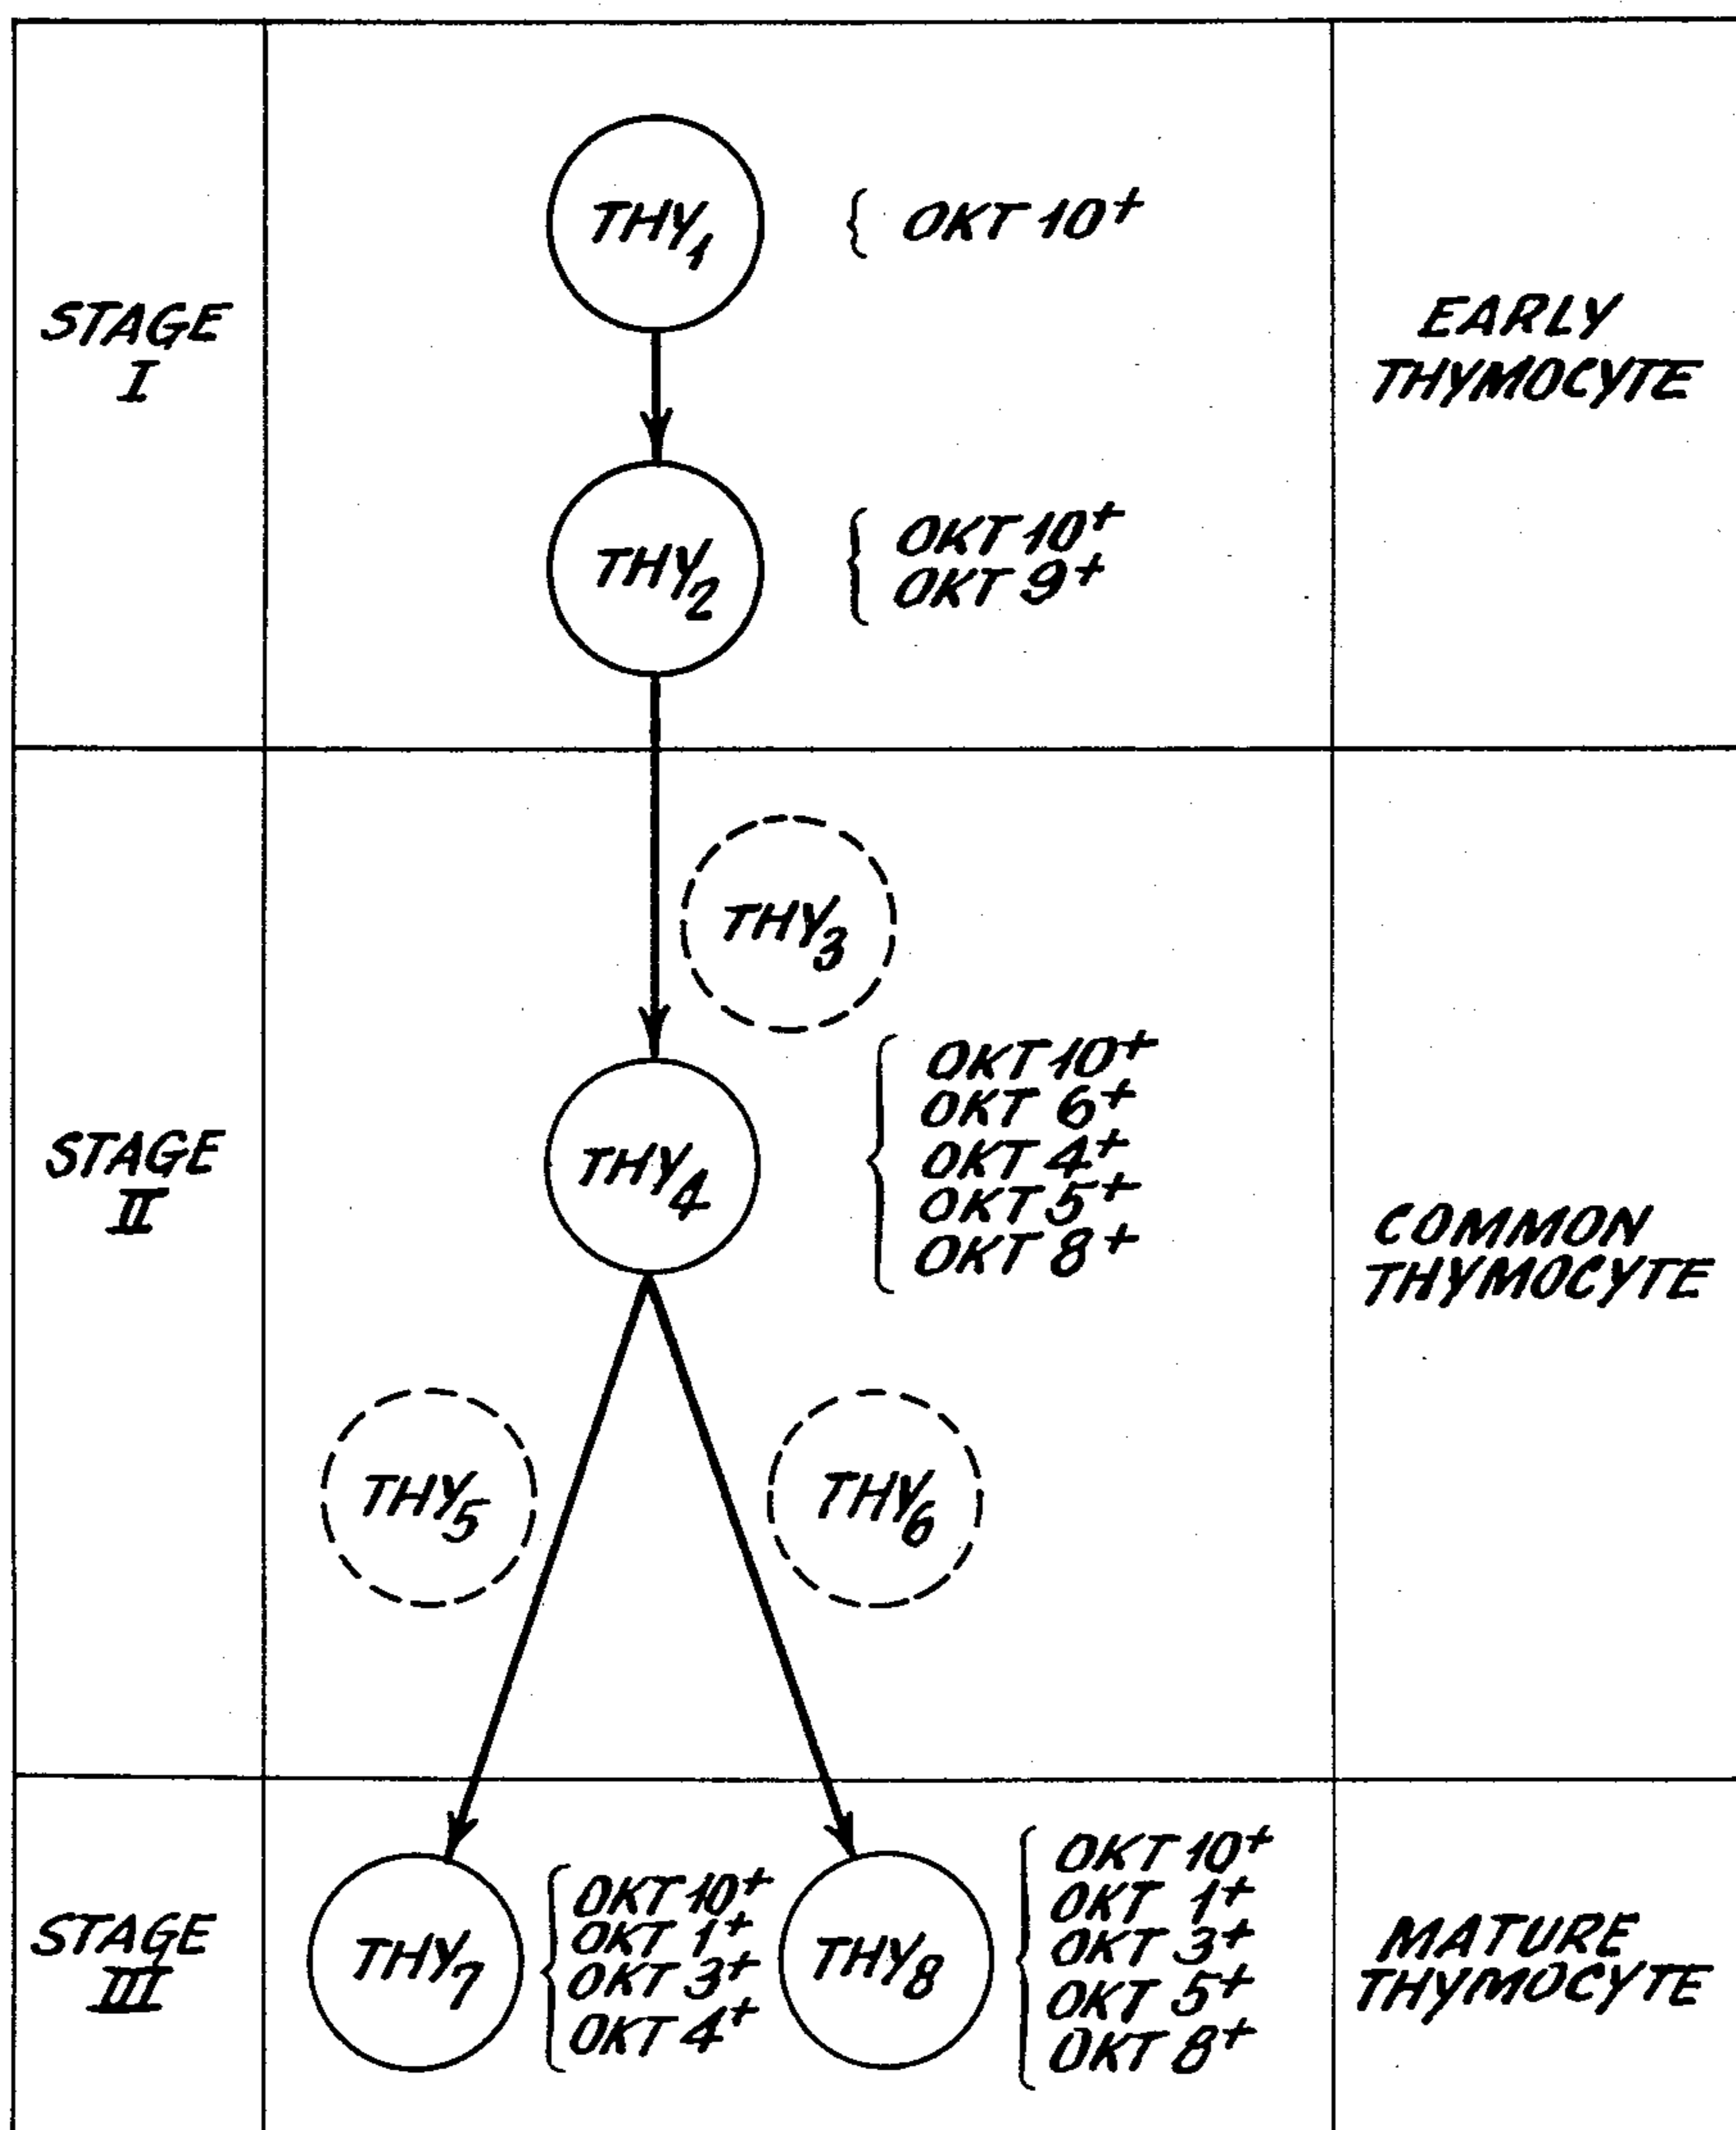 STAGE
I
THY1
OKT 10+
EARLY
THYMOCYTE
THY2
OKT 10+
OKT 9+
STAGE
II
THY3
THY4
OKT 10+
OKT 6+
OKT 4+
OKT 5+
OKT 8+
THY5
THY6
COMMON
THYMOCYTE
STAGE
III
THY7
OKT 10+
OKT 1+
OKT 3+
OKT 4+
THY8
OKT 10+
OKT 1+
OKT 3+
OKT 5+
OKT 8+
MATURE
THYMOCYTE